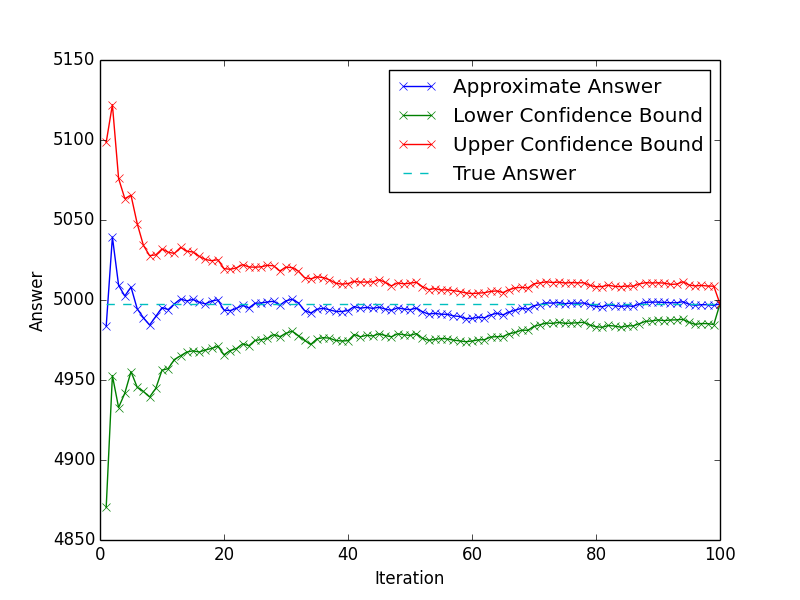 5150
5100
5050
5000
4950
4900
4850
Answer
Approximate Answer
Lower Confidence Bound
Upper Confidence Bound
True Answer
0 20 40 60 80 100
Iteration